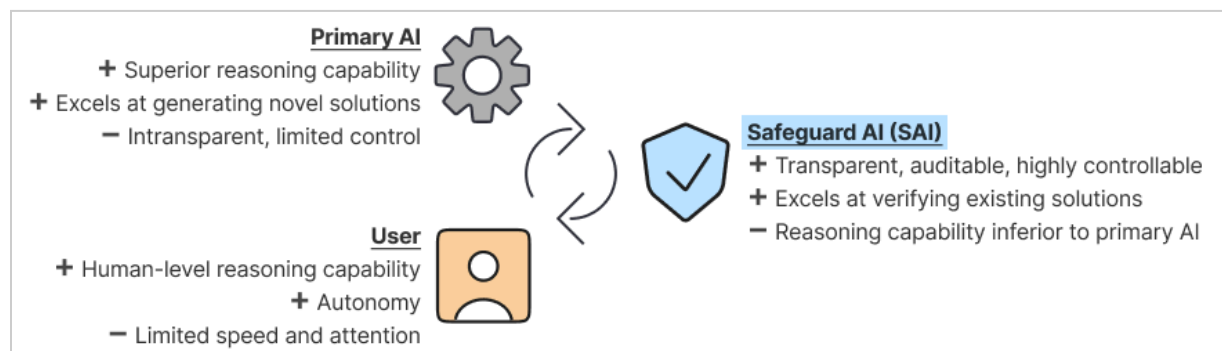 Primary AI
+ Superior reasoning capability
+ Excels at generating novel solutions
− Intransparent, limited control
Safeguard AI (SAI)
+ Transparent, auditable, highly controllable
+ Excels at verifying existing solutions
− Reasoning capability inferior to primary AI
User
+ Human-level reasoning capability
+ Autonomy
− Limited speed and attention